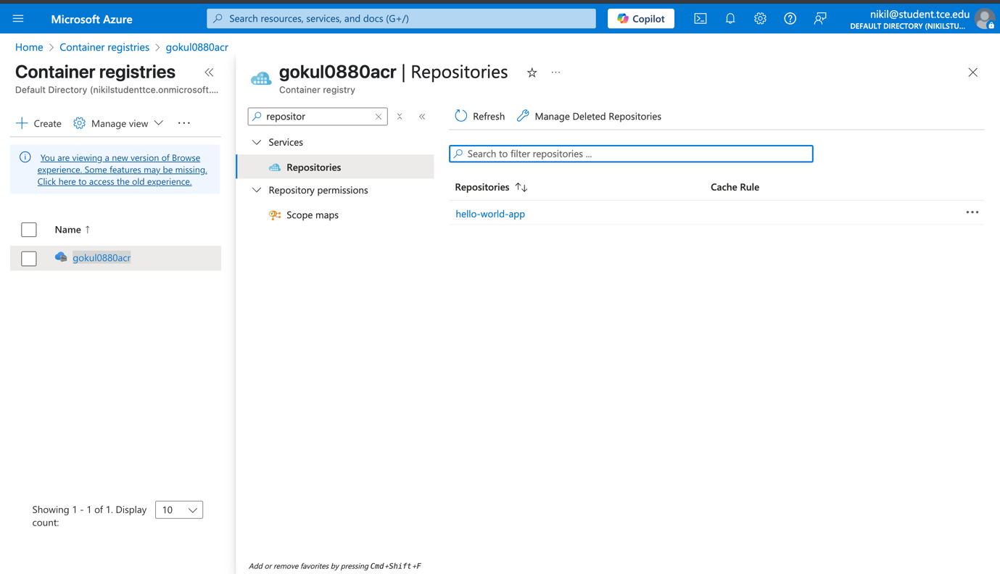 Microsoft Azure
Search resources, services, and docs (G+/)
Copilot
nikil@student.tce.edu
DEFAULT DIRECTORY (NIKILSTU...
Home > Container registries > gokul0880acr
Container registries
Default Directory (nikilstudenttce.onmicrosoft....
Create Manage view ...
You are viewing a new version of Browse
experience. Some features may be missing.
Click here to access the old experience.
Name ↑
gokul0880acr
Showing 1 - 1 of 1. Display
count:
10
gokul0880acr | Repositories
Container registry
repositor
Services
Repositories
Repository permissions
Scope maps
Refresh Manage Deleted Repositories
Search to filter repositories ...
Repositories ↑↓ Cache Rule
hello-world-app
Add or remove favorites by pressing Cmd+Shift+F